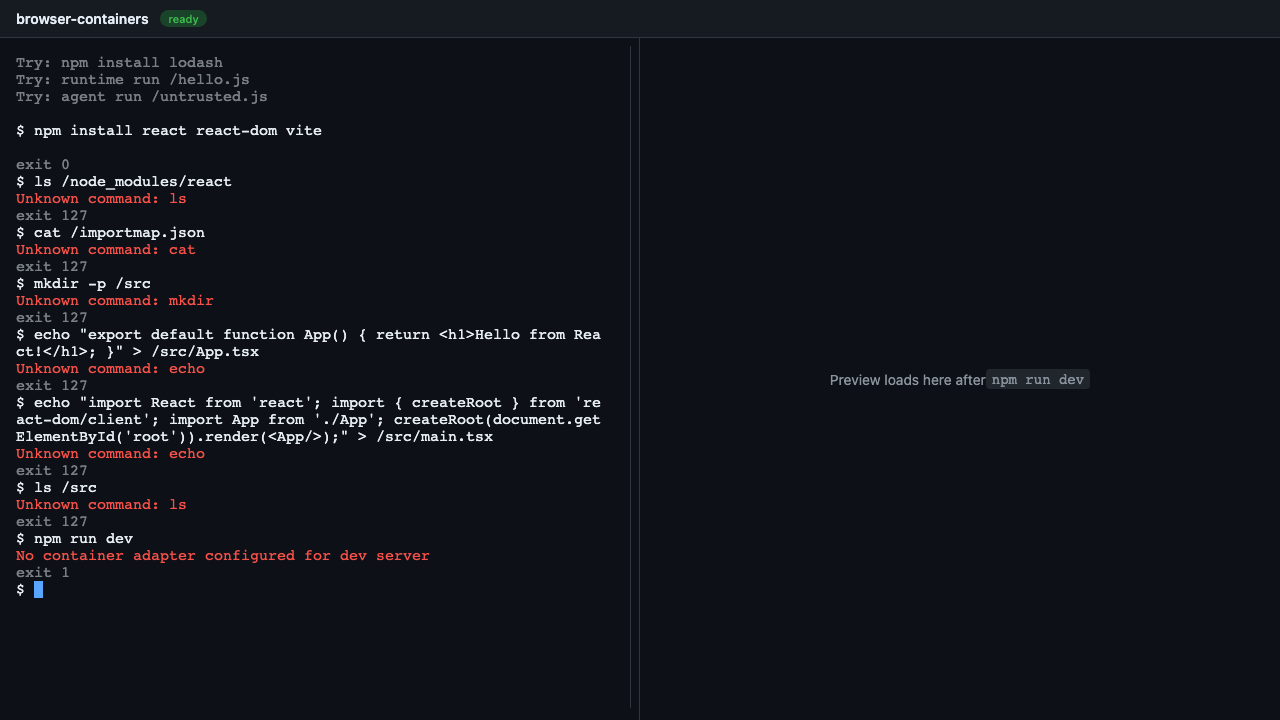 browser-containers ready
Try: npm install lodash
Try: runtime run /hello.js
Try: agent run /untrusted.js
$ npm install react react-dom vite
exit 0
$ ls /node_modules/react
Unknown command: ls
exit 127
$ cat /importmap.json
Unknown command: cat
exit 127
$ mkdir -p /src
Unknown command: mkdir
exit 127
$ echo "export default function App() { return <h1>Hello from Rea
ct!</h1>; }" > /src/App.tsx
Unknown command: echo
exit 127
$ echo "import React from 'react'; import { createRoot } from 're
act-dom/client'; import App from './App'; createRoot(document.get
ElementById('root')).render(<App/>);" > /src/main.tsx
Unknown command: echo
exit 127
$ ls /src
Unknown command: ls
exit 127
$ npm run dev
No container adapter configured for dev server
exit 1
$
Preview loads here after npm run dev